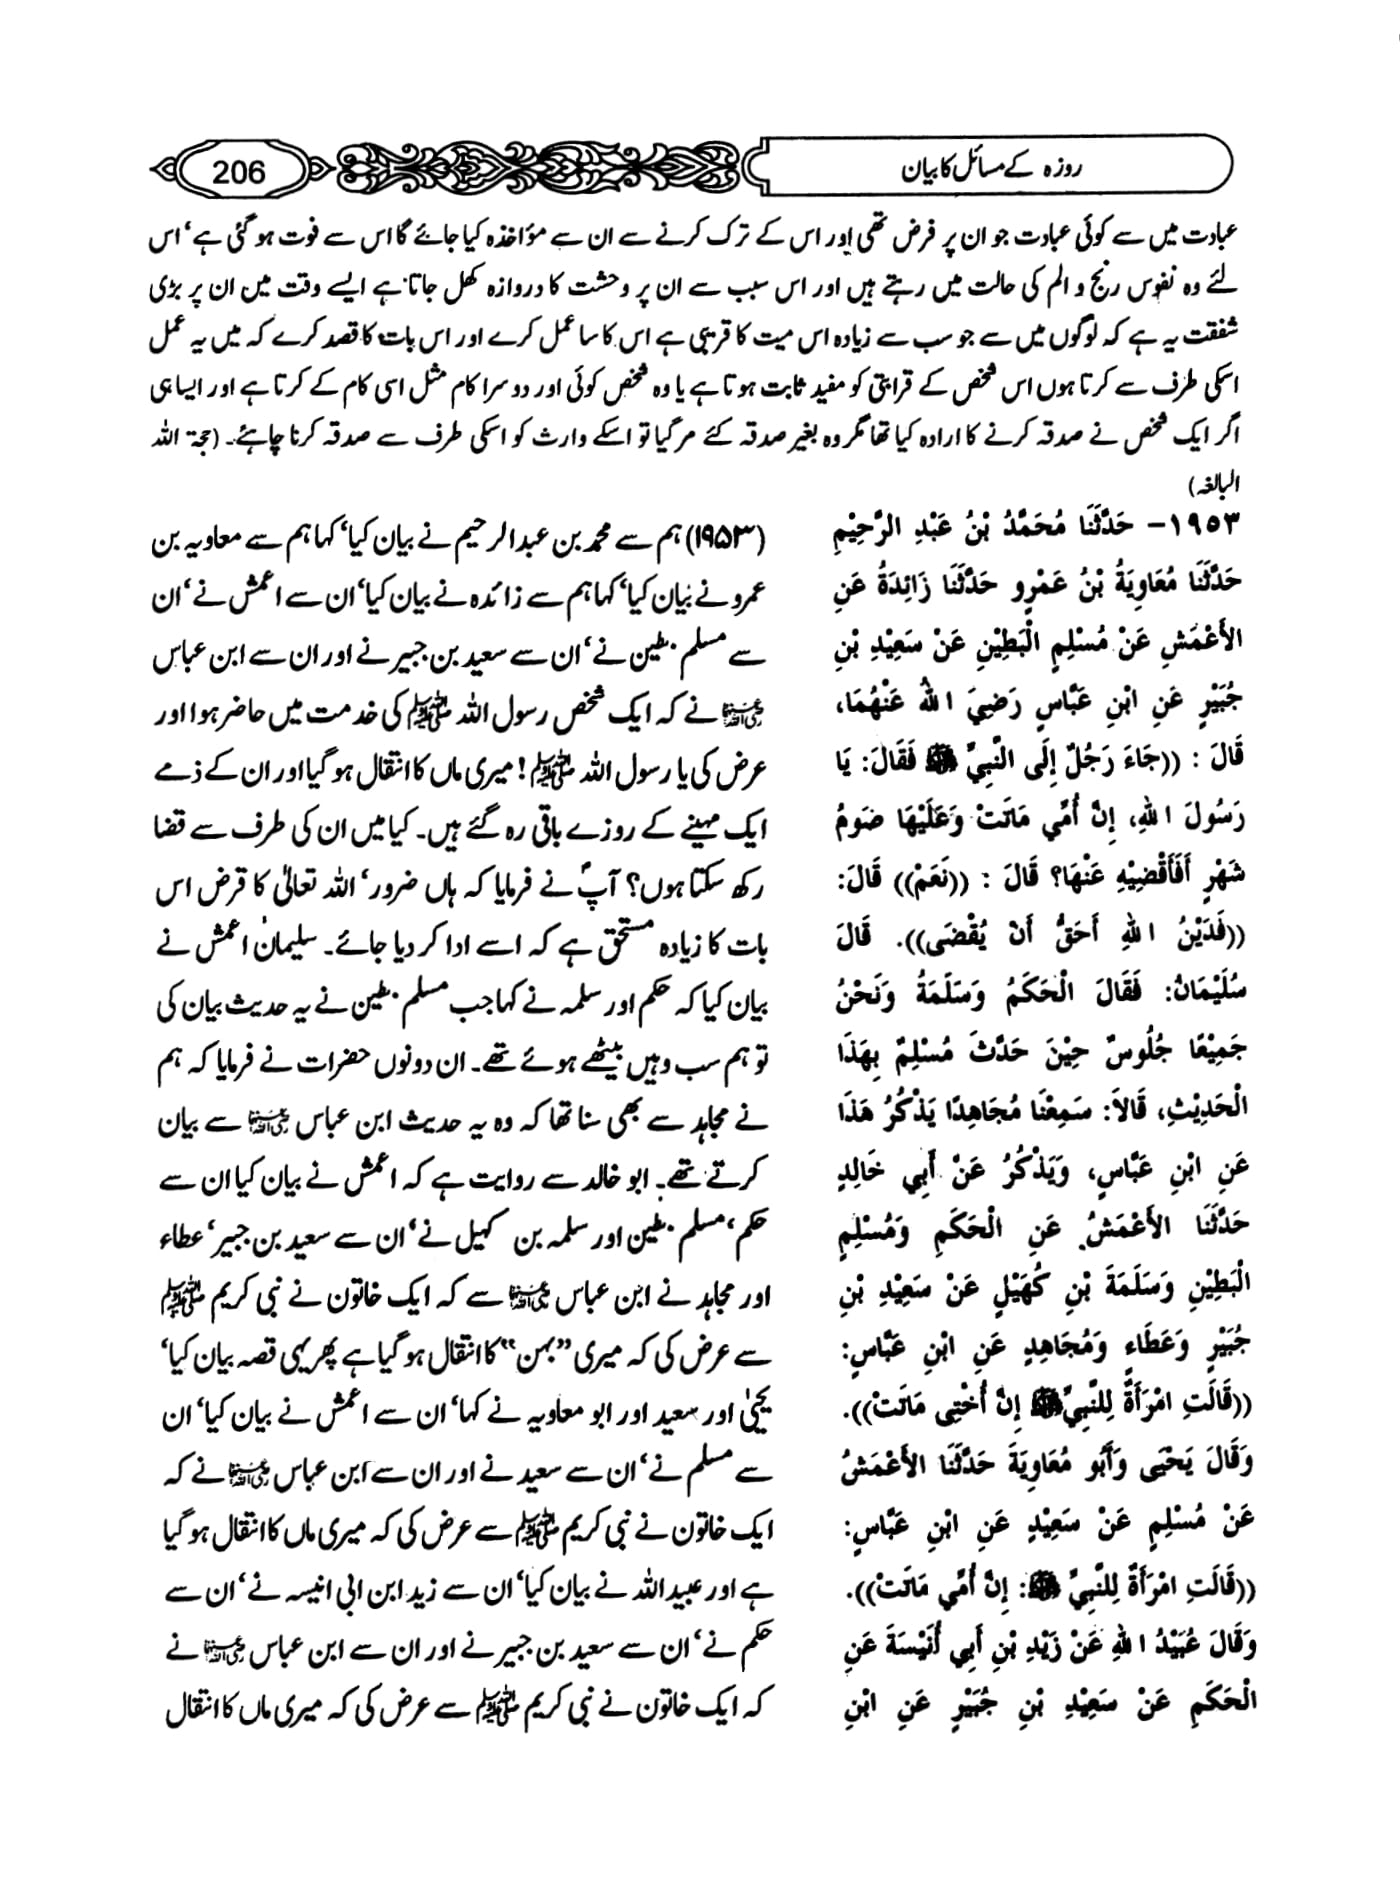 روزہ کے مسائل کا بیان
206
عبادت میں سے کوئی عبادت جو ان پر فرض تھی اور اس کے ترک کرنے سے ان سے مؤاخذہ کیا جائے گا اس سے فوت ہو گئی ہے‘ اس
لئے وہ نفوس رنج و الم کی حالت میں رہتے ہیں اور اس سبب سے ان پر وحشت کا دروازہ کھل جاتا ہے ایسے وقت میں ان پر بڑی
شفقت یہ ہے کہ لوگوں میں سے جو سب سے زیادہ اس میت کا قریبی ہے اس کا سا عمل کرے اور اس بات کا قصد کرے کہ میں یہ عمل
اسکی طرف سے کرتا ہوں اس شخص کے قرابتی کو مفید ثابت ہوتا ہے یا وہ شخص کوئی اور دوسرا کام مثل اسی کام کے کرتا ہے اور ایسا ہی
اگر ایک شخص نے صدقہ کرنے کا ارادہ کیا تھا مگر وہ بغیر صدقہ کئے مر گیا تو اسکے وارث کو اسکی طرف سے صدقہ کرنا چاہئے۔ (حجۃ اللہ
البالغہ)
١٩٥٣- حَدَّثَنَا مُحَمَّدُ بْنُ عَبْدِ الرَّحِيْمِ
حَدَّثَنَا مُعَاوِيَةُ بْنُ عَمْرٍو حَدَّثَنَا زَائِدَةُ عَنِ
الأَعْمَشِ عَنْ مُسْلِمٍ الْبَطِيْنِ عَنْ سَعِيْدِ بْنِ
جُبَيْرٍ عَنِ ابْنِ عَبَّاسٍ رَضِيَ اللهُ عَنْهُمَا،
قَالَ : ((جَاءَ رَجُلٌ إِلَى النَّبِيِّ ﷺ فَقَالَ: يَا
رَسُولَ اللهِ، إِنَّ أُمِّي مَاتَتْ وَعَلَيْهَا صَومُ
شَهْرٍ أَفَأَقْضِيْهِ عَنْهَا؟ قَالَ : ((نَعَمْ)) قَالَ:
((فَدَيْنُ اللهِ أَحَقُّ أَنْ يُقْضَى)). قَالَ
سُلَيْمَانُ: فَقَالَ الْحَكَمُ وَسَلَمَةُ وَنَحْنُ
جَمِيْعًا جُلُوسٌ حِيْنَ حَدَّثَ مُسْلِمٌ بِهَذَا
الْحَدِيْثِ، قَالاَ: سَمِعْنَا مُجَاهِدًا يَذْكُرُ هَذَا
عَنِ ابْنِ عَبَّاسٍ، وَيَذْكُرُ عَنْ أَبِي خَالِدٍ
حَدَّثَنَا الأَعْمَشُ عَنِ الْحَكَمِ وَمُسْلِمٍ
الْبَطِيْنِ وَسَلَمَةَ بْنِ كُهَيْلٍ عَنْ سَعِيْدِ بْنِ
جُبَيْرٍ وَعَطَاءٍ وَمُجَاهِدٍ عَنِ ابْنِ عَبَّاسٍ:
((قَالَتِ امْرَأَةٌ لِلنَّبِيِّ ﷺ إِنَّ أُخْتِي مَاتَتْ)).
وَقَالَ يَحْيَى وَأَبُو مُعَاوِيَةَ حَدَّثَنَا الأَعْمَشُ
عَنْ مُسْلِمٍ عَنْ سَعِيْدٍ عَنِ ابْنِ عَبَّاسٍ:
((قَالَتِ امْرَأَةٌ لِلنَّبِيِّ ﷺ: إِنَّ أُمِّي مَاتَتْ)).
وَقَالَ عُبَيْدُ اللهِ عَنْ زَيْدِ بْنِ أَبِي أُنَيْسَةَ عَنِ
الْحَكَمِ عَنْ سَعِيْدِ بْنِ جُبَيْرٍ عَنِ ابْنِ
(۱۹۵۳) ہم سے محمد بن عبدالرحیم نے بیان کیا‘ کہا ہم سے معاویہ بن
عمرو نے بیان کیا‘ کہا ہم سے زائدہ نے بیان کیا‘ ان سے اعمش نے‘ ان
سے مسلم بطین نے‘ ان سے سعید بن جبیر نے اور ان سے ابن عباس
رضی اللہ عنہما نے کہ ایک شخص رسول اللہ ﷺ کی خدمت میں حاضر ہوا اور
عرض کی یا رسول اللہ ﷺ! میری ماں کا انتقال ہو گیا اور ان کے ذمے
ایک مہینے کے روزے باقی رہ گئے ہیں۔ کیا میں ان کی طرف سے قضا
رکھ سکتا ہوں؟ آپؐ نے فرمایا کہ ہاں ضرور‘ اللہ تعالیٰ کا قرض اس
بات کا زیادہ مستحق ہے کہ اسے ادا کر دیا جائے۔ سلیمان اعمش نے
بیان کیا کہ حکم اور سلمہ نے کہا جب مسلم بطین نے یہ حدیث بیان کی
تو ہم سب وہیں بیٹھے ہوئے تھے۔ ان دونوں حضرات نے فرمایا کہ ہم
نے مجاہد سے بھی سنا تھا کہ وہ یہ حدیث ابن عباس رضی اللہ عنہما سے بیان
کرتے تھے۔ ابو خالد سے روایت ہے کہ اعمش نے بیان کیا ان سے
حکم‘ مسلم بطین اور سلمہ بن کہیل نے‘ ان سے سعید بن جبیر‘ عطاء
اور مجاہد نے ابن عباس رضی اللہ عنہما سے کہ ایک خاتون نے نبی کریم ﷺ
سے عرض کی کہ میری ”بہن“ کا انتقال ہو گیا ہے پھر یہی قصہ بیان کیا‘
یحییٰ اور سعید اور ابو معاویہ نے کہا‘ ان سے اعمش نے بیان کیا‘ ان
سے مسلم نے‘ ان سے سعید نے اور ان سے ابن عباس رضی اللہ عنہما نے کہ
ایک خاتون نے نبی کریم ﷺ سے عرض کی کہ میری ماں کا انتقال ہو گیا
ہے اور عبیداللہ نے بیان کیا‘ ان سے زید ابن ابی انیسہ نے‘ ان سے
حکم نے‘ ان سے سعید بن جبیر نے اور ان سے ابن عباس رضی اللہ عنہما نے
کہ ایک خاتون نے نبی کریم ﷺ سے عرض کی کہ میری ماں کا انتقال